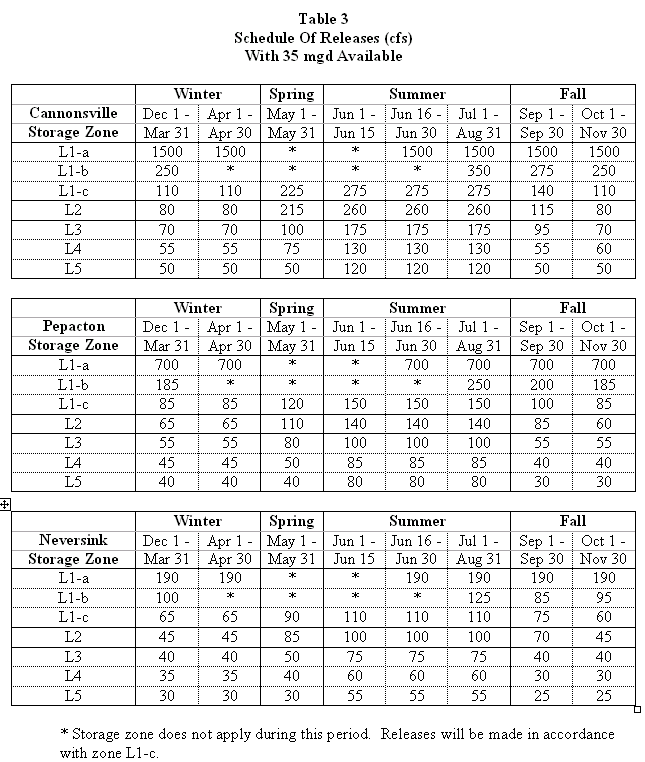 Table 3
Schedule Of Releases (cfs)
With 35 mgd Available
Winter Spring Summer Fall
Cannonsville Dec 1 - Apr 1 - May 1 - Jun 1 - Jun 16 - Jul 1 - Sep 1 - Oct 1 -
Storage Zone Mar 31 Apr 30 May 31 Jun 15 Jun 30 Aug 31 Sep 30 Nov 30
L1-a 1500 1500 * * 1500 1500 1500 1500
L1-b 250 * * * * 350 275 250
L1-c 110 110 225 275 275 275 140 110
L2 80 80 215 260 260 260 115 80
L3 70 70 100 175 175 175 95 70
L4 55 55 75 130 130 130 55 60
L5 50 50 50 120 120 120 50 50
Winter Spring Summer Fall
Pepacton Dec 1 - Apr 1 - May 1 - Jun 1 - Jun 16 - Jul 1 - Sep 1 - Oct 1 -
Storage Zone Mar 31 Apr 30 May 31 Jun 15 Jun 30 Aug 31 Sep 30 Nov 30
L1-a 700 700 * * 700 700 700 700
L1-b 185 * * * * 250 200 185
L1-c 85 85 120 150 150 150 100 85
L2 65 65 110 140 140 140 85 60
L3 55 55 80 100 100 100 55 55
L4 45 45 50 85 85 85 40 40
L5 40 40 40 80 80 80 30 30
Winter Spring Summer Fall
Neversink Dec 1 - Apr 1 - May 1 - Jun 1 - Jun 16 - Jul 1 - Sep 1 - Oct 1 -
Storage Zone Mar 31 Apr 30 May 31 Jun 15 Jun 30 Aug 31 Sep 30 Nov 30
L1-a 190 190 * * 190 190 190 190
L1-b 100 * * * * 125 85 95
L1-c 65 65 90 110 110 110 75 60
L2 45 45 85 100 100 100 70 45
L3 40 40 50 75 75 75 40 40
L4 35 35 40 60 60 60 30 30
L5 30 30 30 55 55 55 25 25
* Storage zone does not apply during this period. Releases will be made in accordance
with zone L1-c.